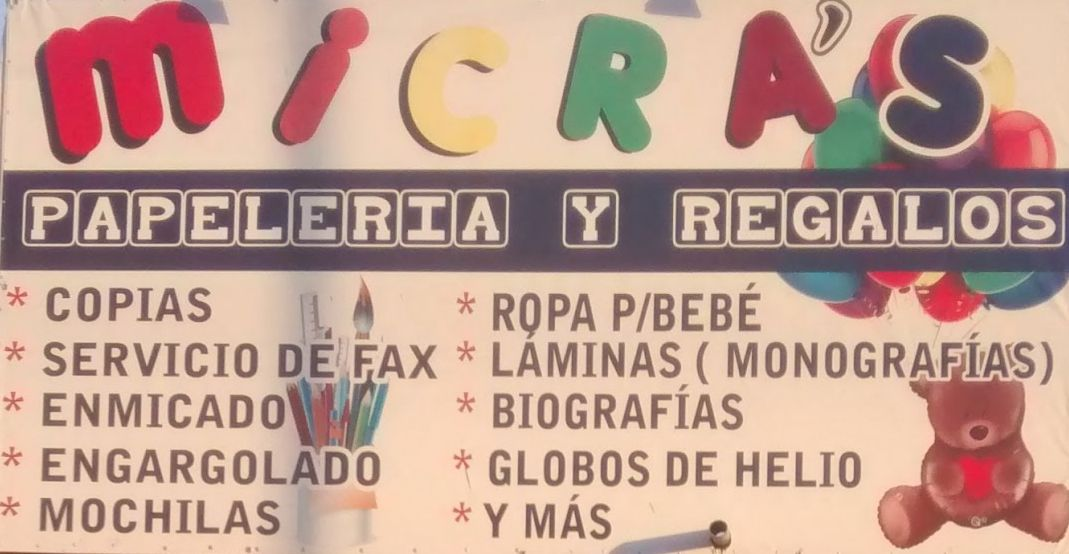 MiCRA'S
PAPELERIA Y REGALOS
* COPIAS
* SERVICIO DE FAX
* ENMICADO
* ENGARGOLADO
* MOCHILAS
* ROPA P/BEBÉ
* LÁMINAS ( MONOGRAFÍAS)
* BIOGRAFÍAS
* GLOBOS DE HELIO
* Y MÁS